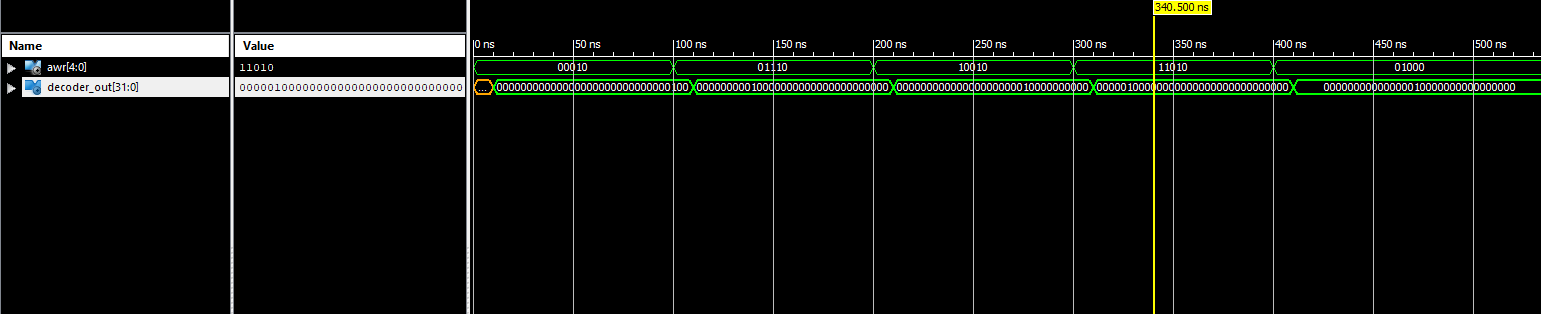 340.500 ns
Name
Value
0 ns
50 ns
100 ns
150 ns
200 ns
250 ns
300 ns
350 ns
400 ns
450 ns
500 ns
awr[4:0]
11010
00010
01110
10010
11010
01000
decoder_out[31:0]
00000100000000000000000000000000
...
00000000000000000000000000000100
00000000010000000000000000000000
00000000000000000000010000000000
00000100000000000000000000000000
00000000000000010000000000000000